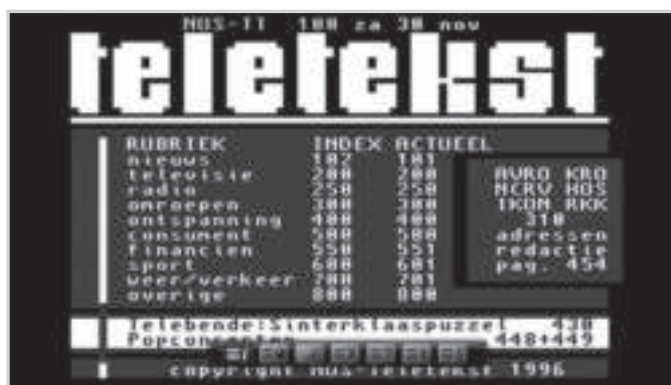 NOS-TT 100 za 30 nov
teletekst
RUBRIEK INDEX ACTUEEL
nieuws 102 101
televisie 200 200
radio 250 250
omroepen 300 300
ontspanning 400 400
consument 500 500
financien 550 551
sport 600 601
weer/verkeer 700 701
overige 800 800
AVRO KRO
NCRV NOS
IKON RKK
310
adressen
redactie
pag. 454
Telebende:Sinterklaaspuzzel 430
Popconcerten 448+449
copyright NOS-Teletekst 1996